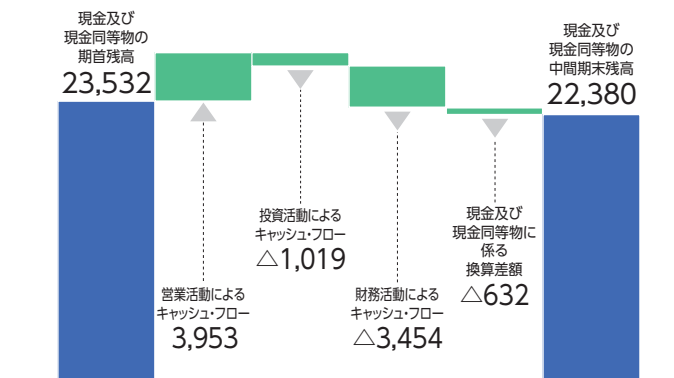 現金及び
現金同等物の
期首残高
23,532
営業活動による
キャッシュ・フロー
3,953
投資活動による
キャッシュ・フロー
△1,019
財務活動による
キャッシュ・フロー
△3,454
現金及び
現金同等物に
係る
換算差額
△632
現金及び
現金同等物の
中間期末残高
22,380